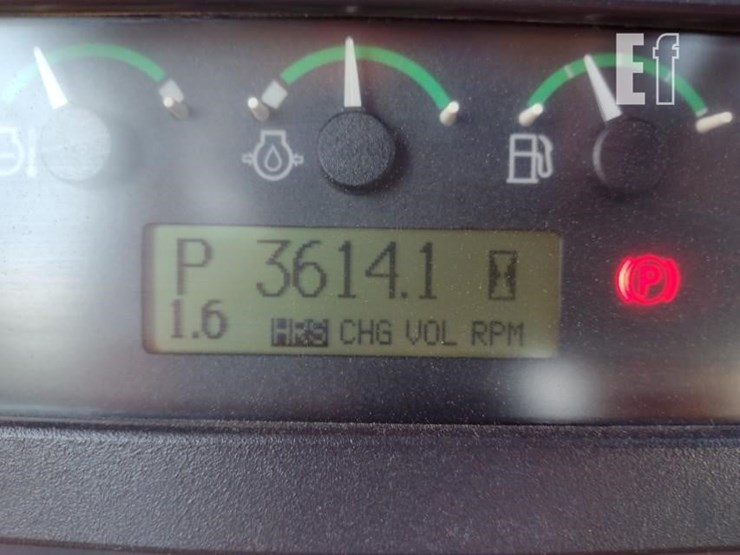 Ef
P 3614.1
1.6 HRS CHG VOL RPM
P